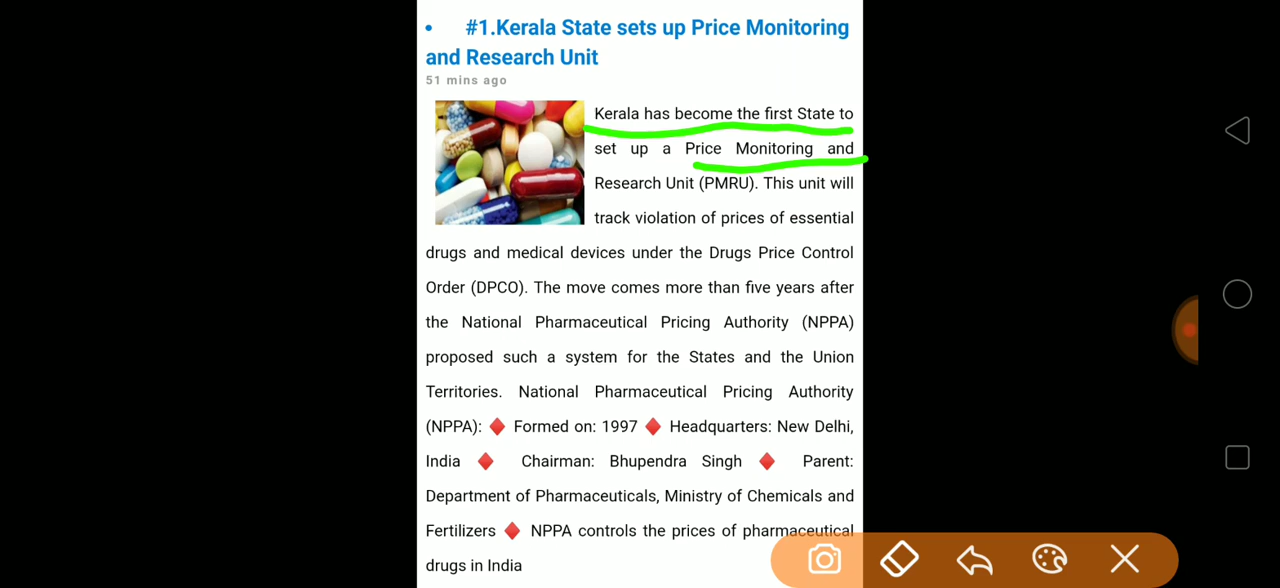 #1.Kerala State sets up Price Monitoring
and Research Unit
51 mins ago
Kerala has become the first State to
set up a Price Monitoring and
Research Unit (PMRU). This unit will
track violation of prices of essential
drugs and medical devices under the Drugs Price Control
Order (DPCO). The move comes more than five years after
the National Pharmaceutical Pricing Authority (NPPA)
proposed such a system for the States and the Union
Territories. National Pharmaceutical Pricing Authority
(NPPA): ♦ Formed on: 1997 ♦ Headquarters: New Delhi,
India ♦ Chairman: Bhupendra Singh ♦ Parent:
Department of Pharmaceuticals, Ministry of Chemicals and
Fertilizers ♦ NPPA controls the prices of pharmaceutical
drugs in India